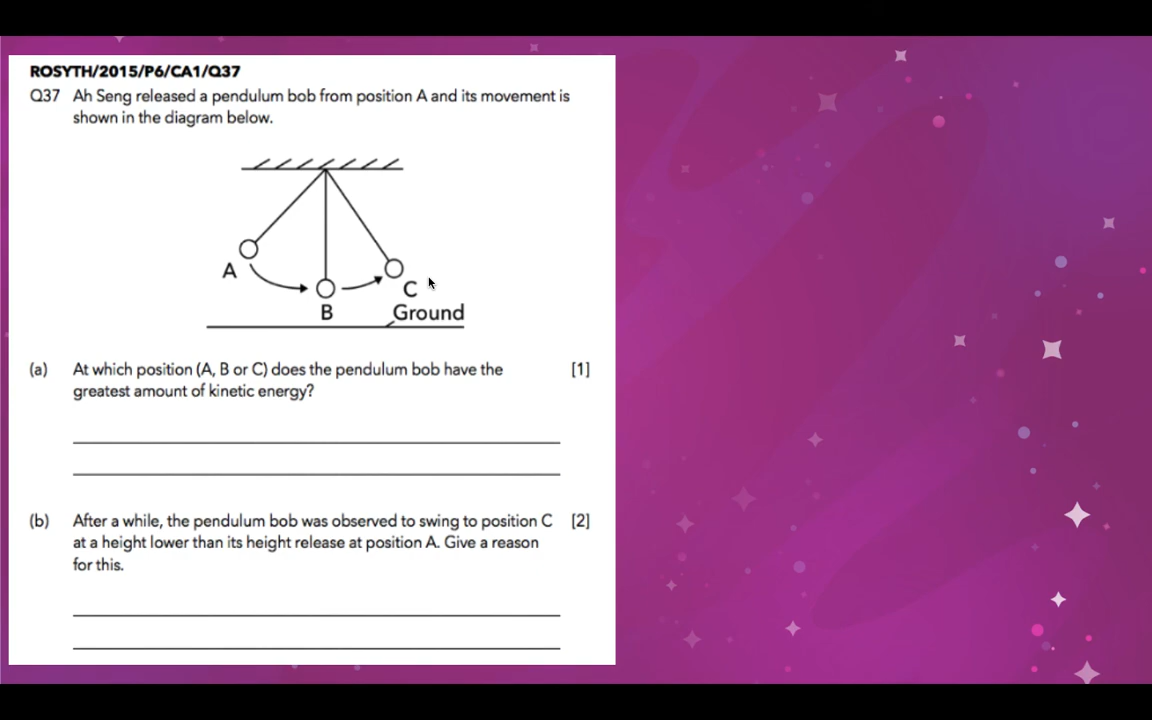 ROSYTH/2015/P6/CA1/Q37
Q37 Ah Seng released a pendulum bob from position A and its movement is
shown in the diagram below.
A
B
C
Ground
(a) At which position (A, B or C) does the pendulum bob have the [1]
greatest amount of kinetic energy?
(b) After a while, the pendulum bob was observed to swing to position C [2]
at a height lower than its height release at position A. Give a reason
for this.